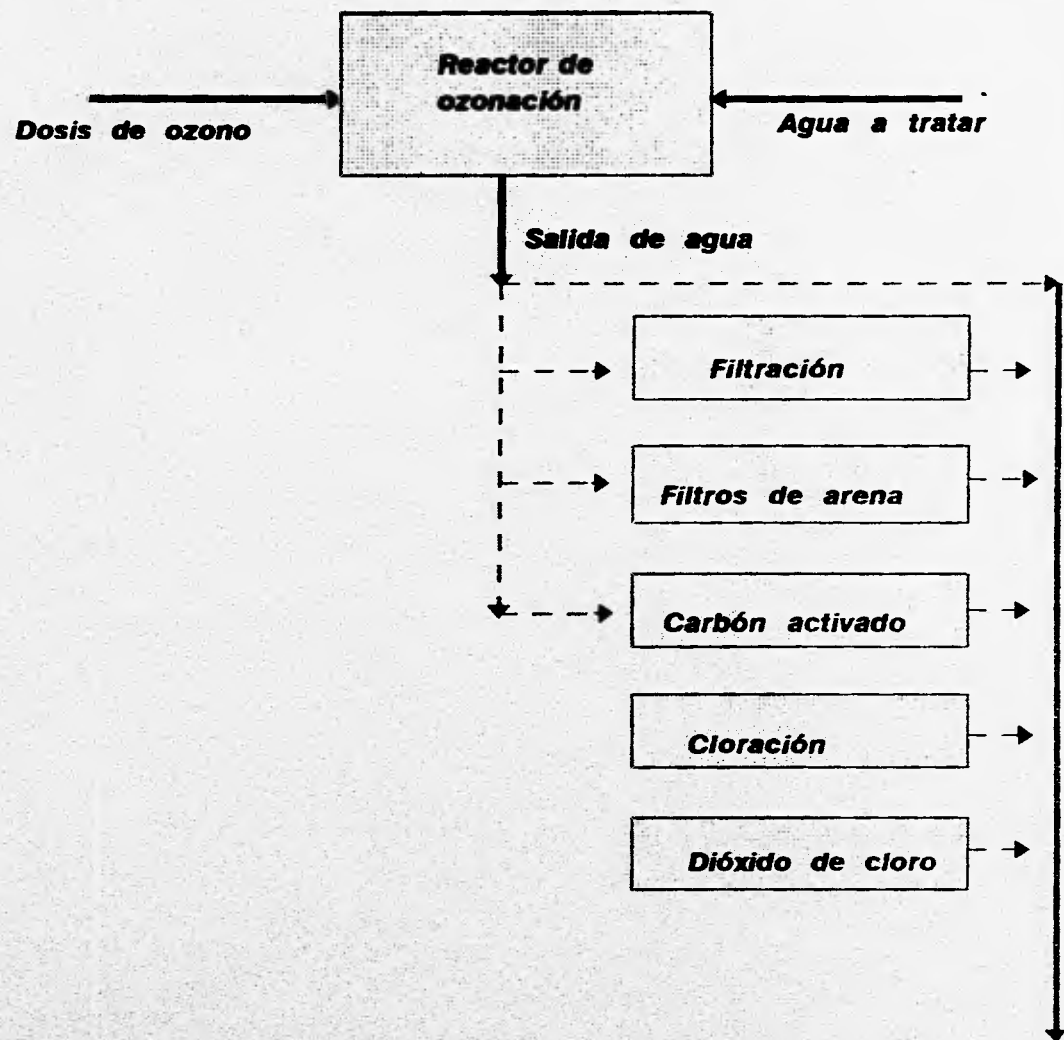 Reactor de
ozonación
Dosis de ozono
Agua a tratar
Salida de agua
Filtración
Filtros de arena
Carbón activado
Cloración
Dióxido de cloro